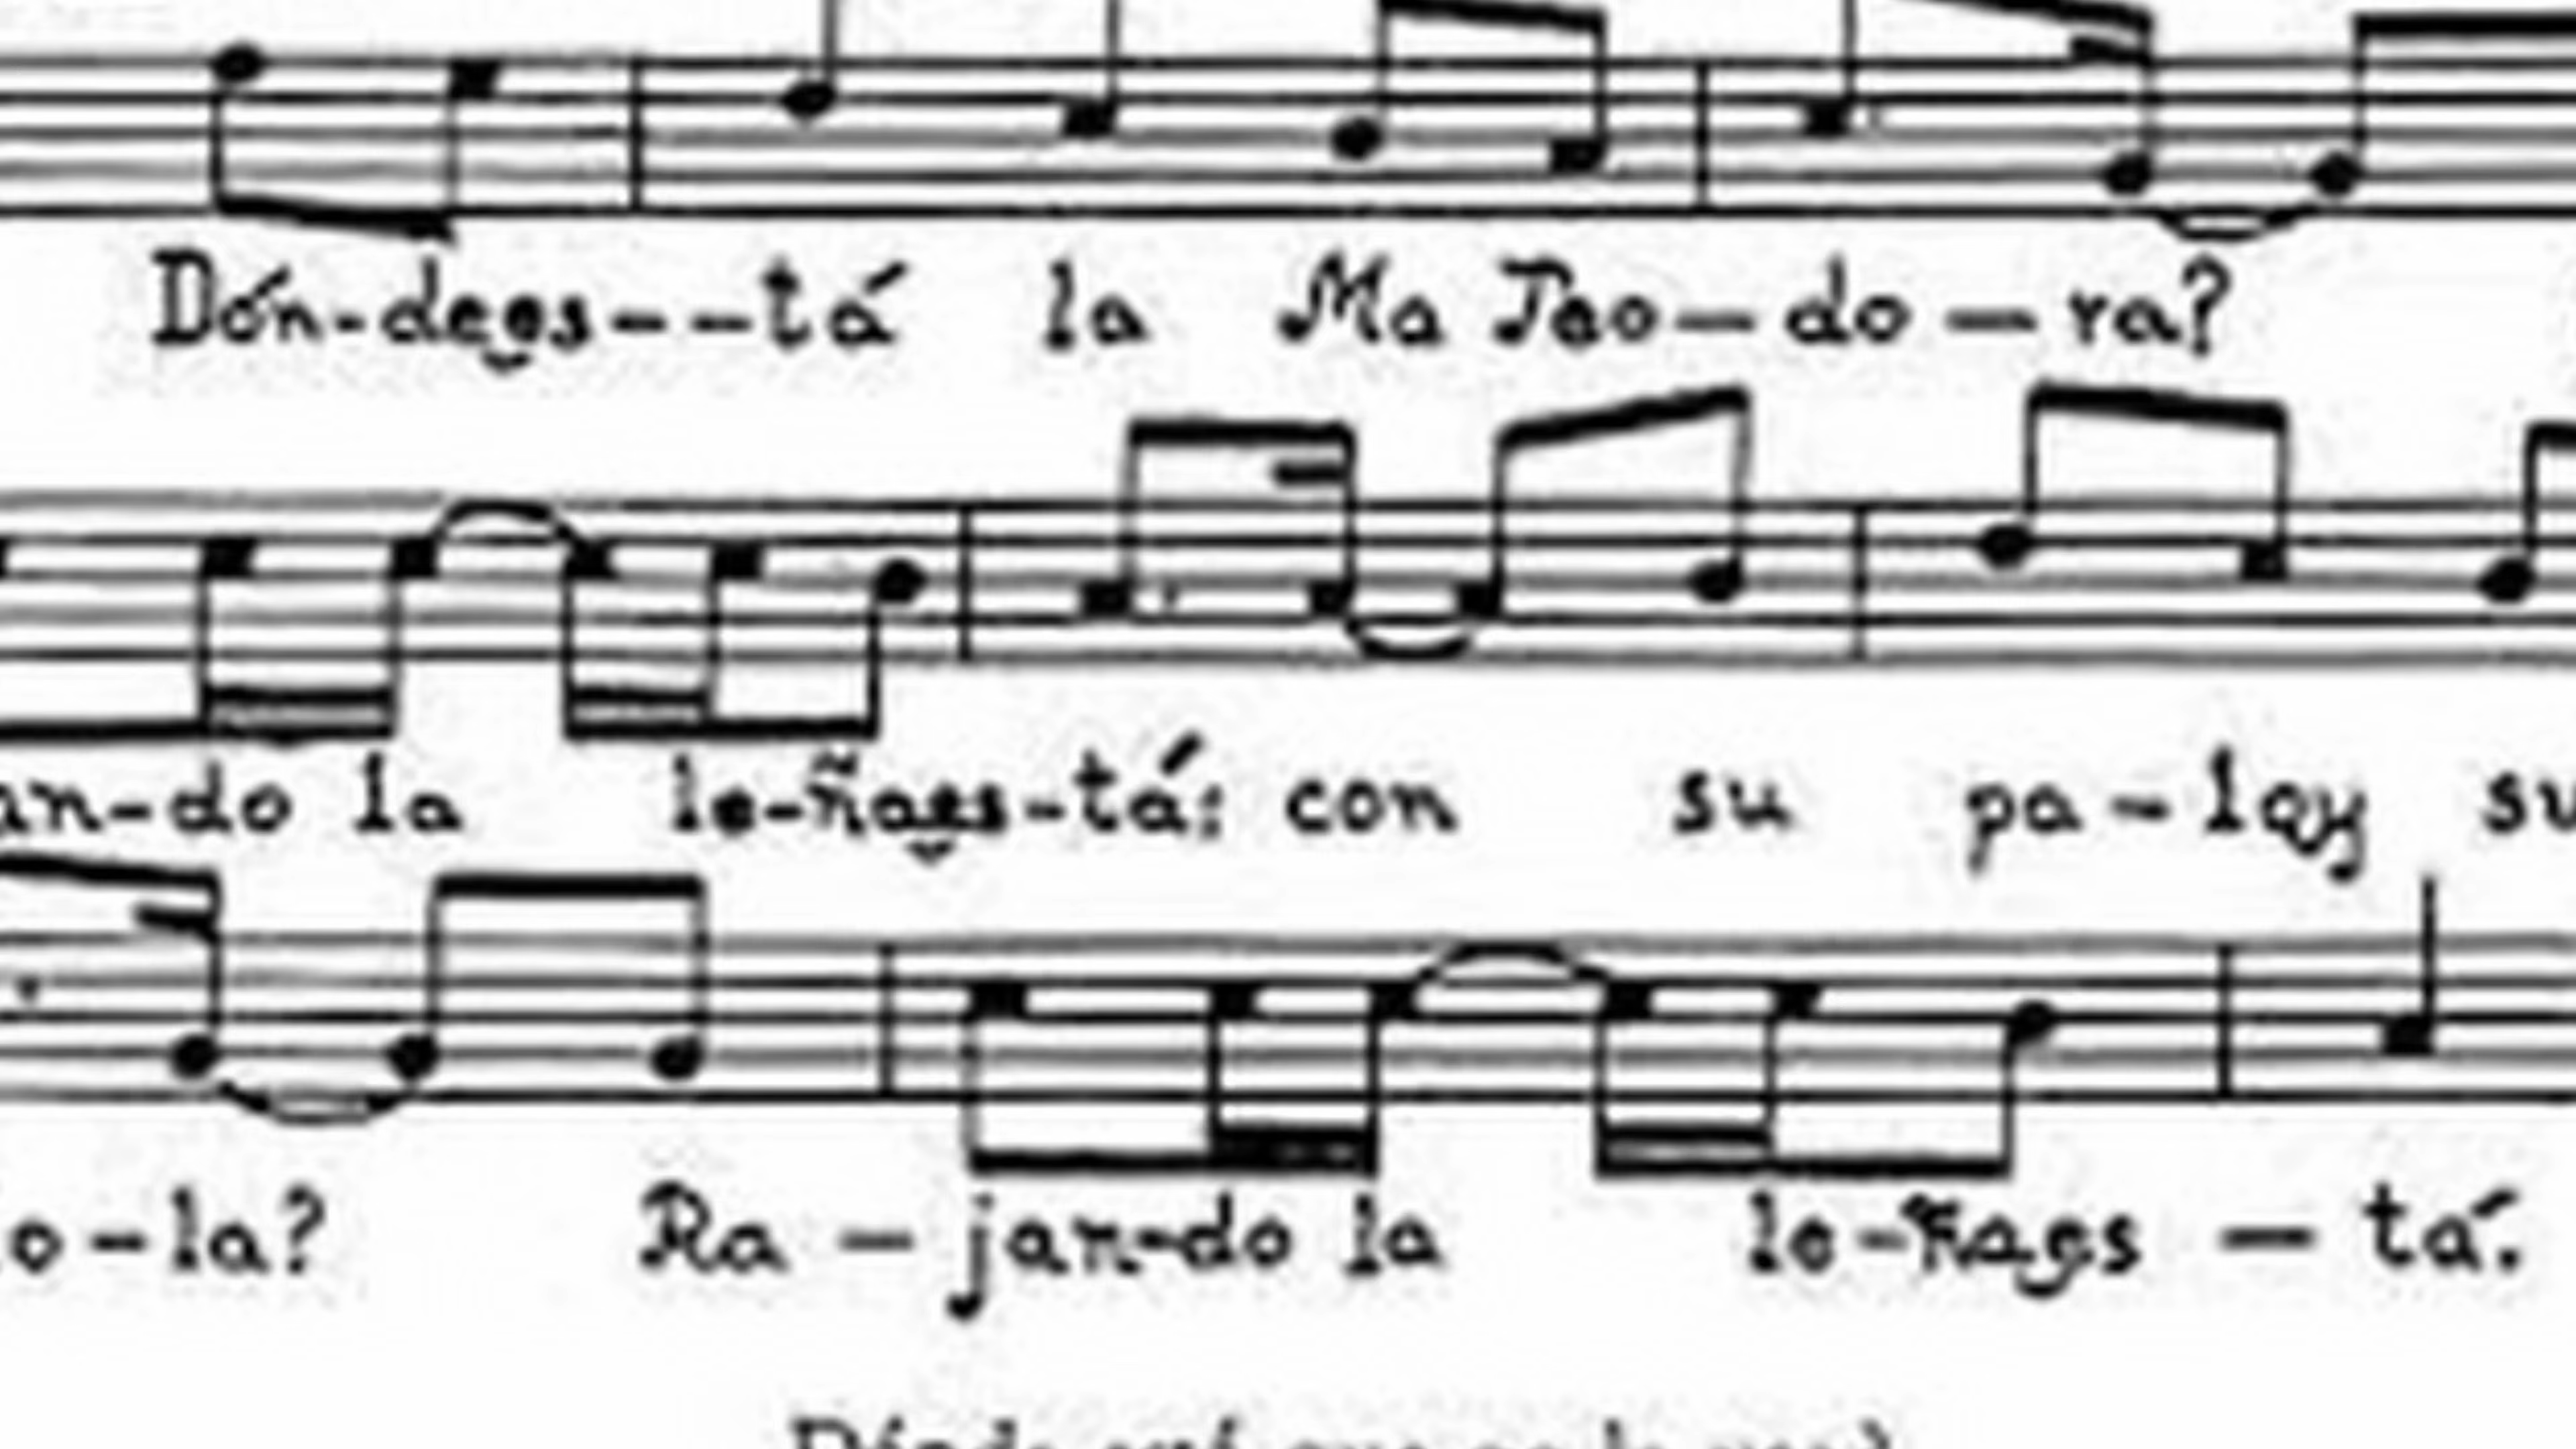 Dón-dees--tá la Ma Teo-do-ra?
an-do la le-ñaes-tá: con su pa-loy su
o-la? Ra-jan-do la le-ñaes-tá.